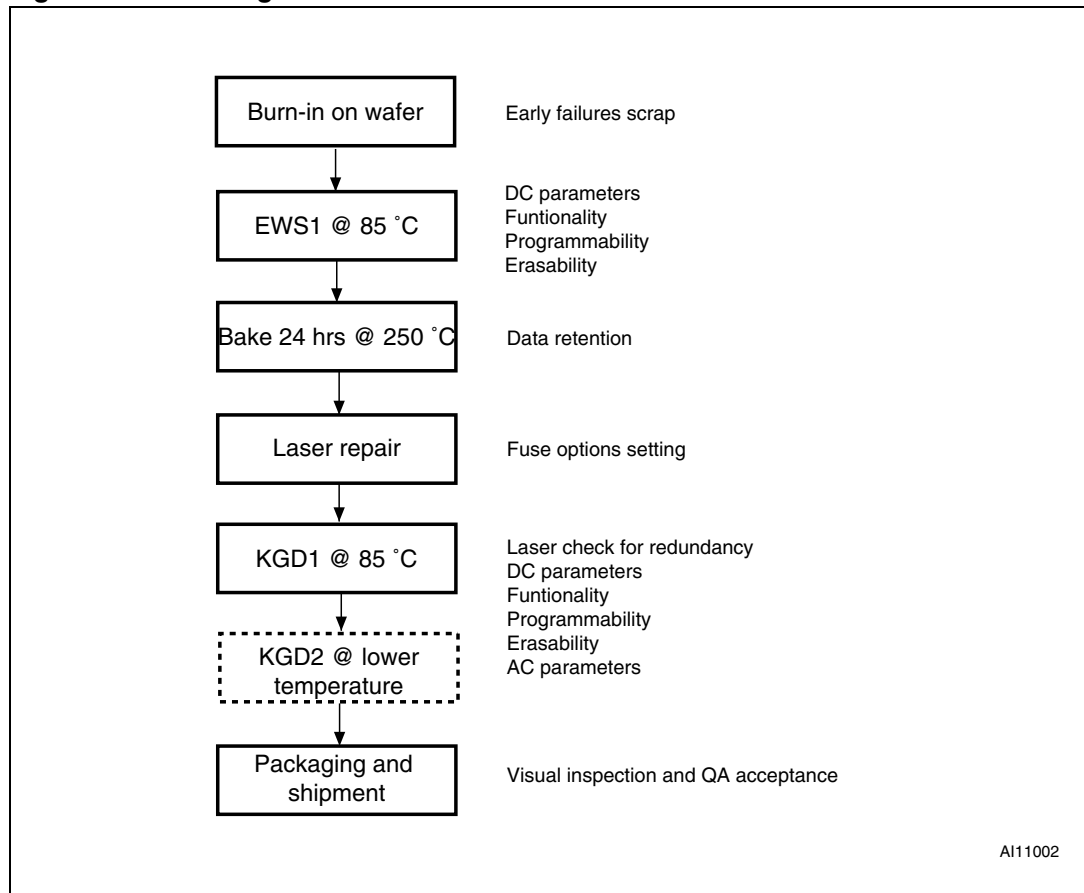 Burn-in on wafer
Early failures scrap
EWS1 @ 85 ˚C
DC parameters
Funtionality
Programmability
Erasability
Bake 24 hrs @ 250 ˚C
Data retention
Laser repair
Fuse options setting
KGD1 @ 85 ˚C
Laser check for redundancy
DC parameters
Funtionality
Programmability
Erasability
AC parameters
KGD2 @ lower
temperature
Packaging and
shipment
Visual inspection and QA acceptance
AI11002